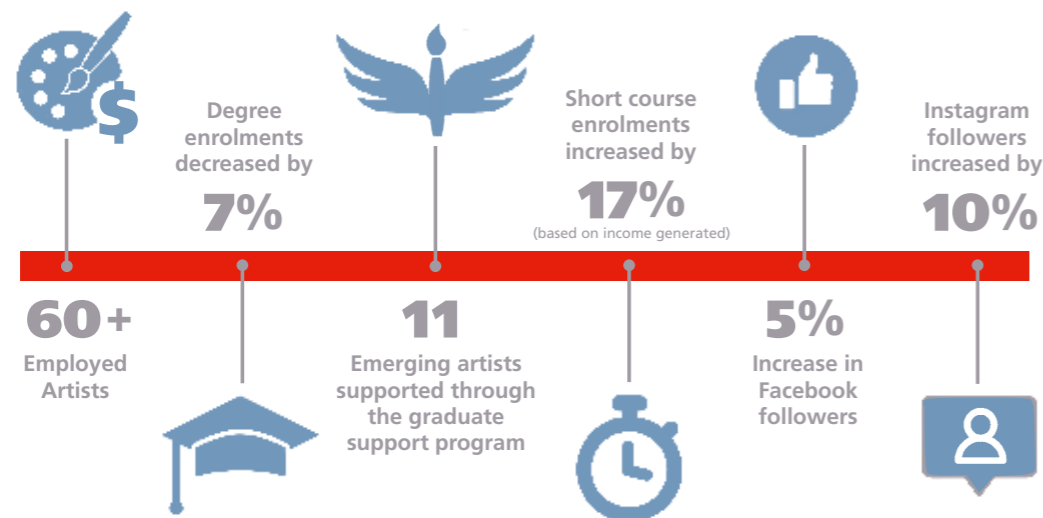 $
60+
Employed
Artists
Degree
enrolments
decreased by
7%
11
Emerging artists
supported through
the graduate
support program
Short course
enrolments
increased by
17%
(based on income generated)
5%
Increase in
Facebook
followers
Instagram
followers
increased by
10%